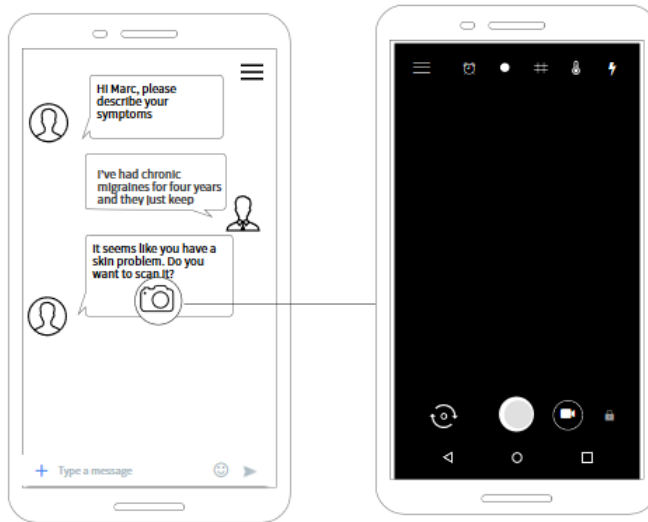 Hi Marc, please
describe your
symptoms
I've had chronic
migraines for four years
and they just keep
It seems like you have a
skin problem. Do you
want to scan it?
Type a message